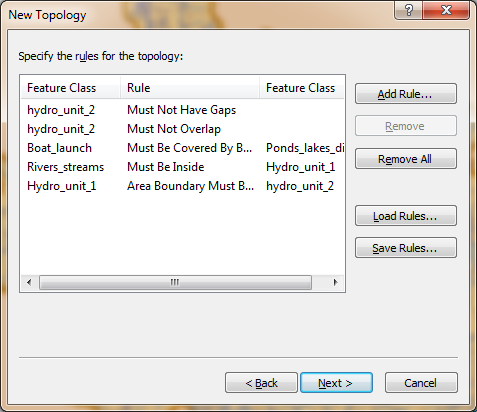 New Topology
Specify the rules for the topology:
Feature Class Rule Feature Class
hydro_unit_2 Must Not Have Gaps
hydro_unit_2 Must Not Overlap
Boat_launch Must Be Covered By B... Ponds_lakes_di
Rivers_streams Must Be Inside Hydro_unit_1
Hydro_unit_1 Area Boundary Must B... hydro_unit_2
Add Rule...
Remove
Remove All
Load Rules...
Save Rules...
< Back Next > Cancel